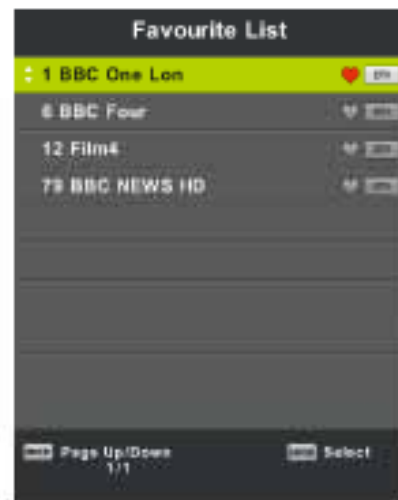 Favourite List
1 BBC One Lon
6 BBC Four
12 Film4
79 BBC NEWS HD
Page Up/Down
1/1
Select